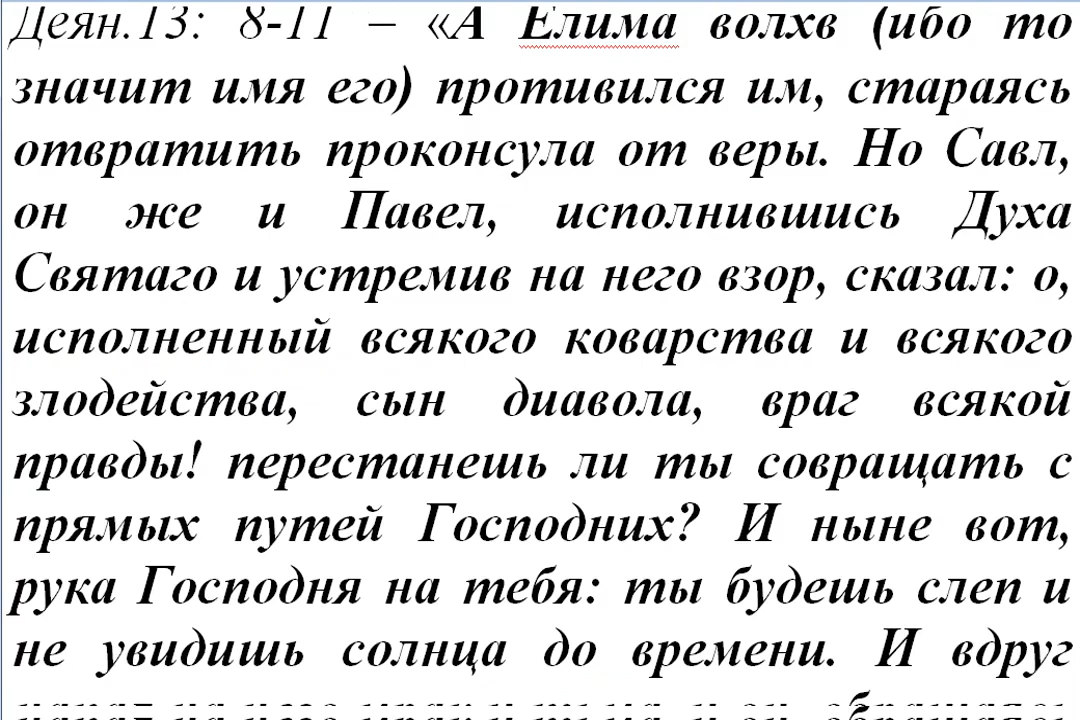 Деян.13: 8-11 – «А Елима волхв (ибо то
значит имя его) противился им, стараясь
отвратить проконсула от веры. Но Савл,
он же и Павел, исполнившись Духа
Святаго и устремив на него взор, сказал: о,
исполненный всякого коварства и всякого
злодейства, сын диавола, враг всякой
правды! перестанешь ли ты совращать с
прямых путей Господних? И ныне вот,
рука Господня на тебя: ты будешь слеп и
не увидишь солнца до времени. И вдруг